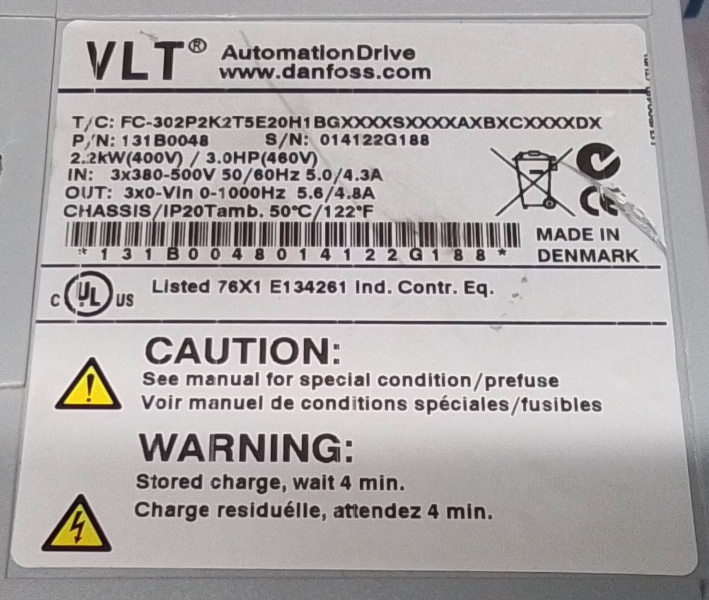 VLT® AutomationDrive
www.danfoss.com
T/C: FC-302P2K2T5E20H1BGXXXXSXXXXAXBXCXXXXDX
P/N: 131B0048 S/N: 014122G188
2.2kW(400V) / 3.0HP(460V)
IN: 3x380-500V 50/60Hz 5.0/4.3A
OUT: 3x0-Vin 0-1000Hz 5.6/4.8A
CHASSIS/IP20Tamb. 50°C/122°F
*131B0048014122G188*
MADE IN
DENMARK
C UL US Listed 76X1 E134261 Ind. Contr. Eq.
CAUTION:
See manual for special condition/prefuse
Voir manuel de conditions spéciales/fusibles
WARNING:
Stored charge, wait 4 min.
Charge residuélle, attendez 4 min.